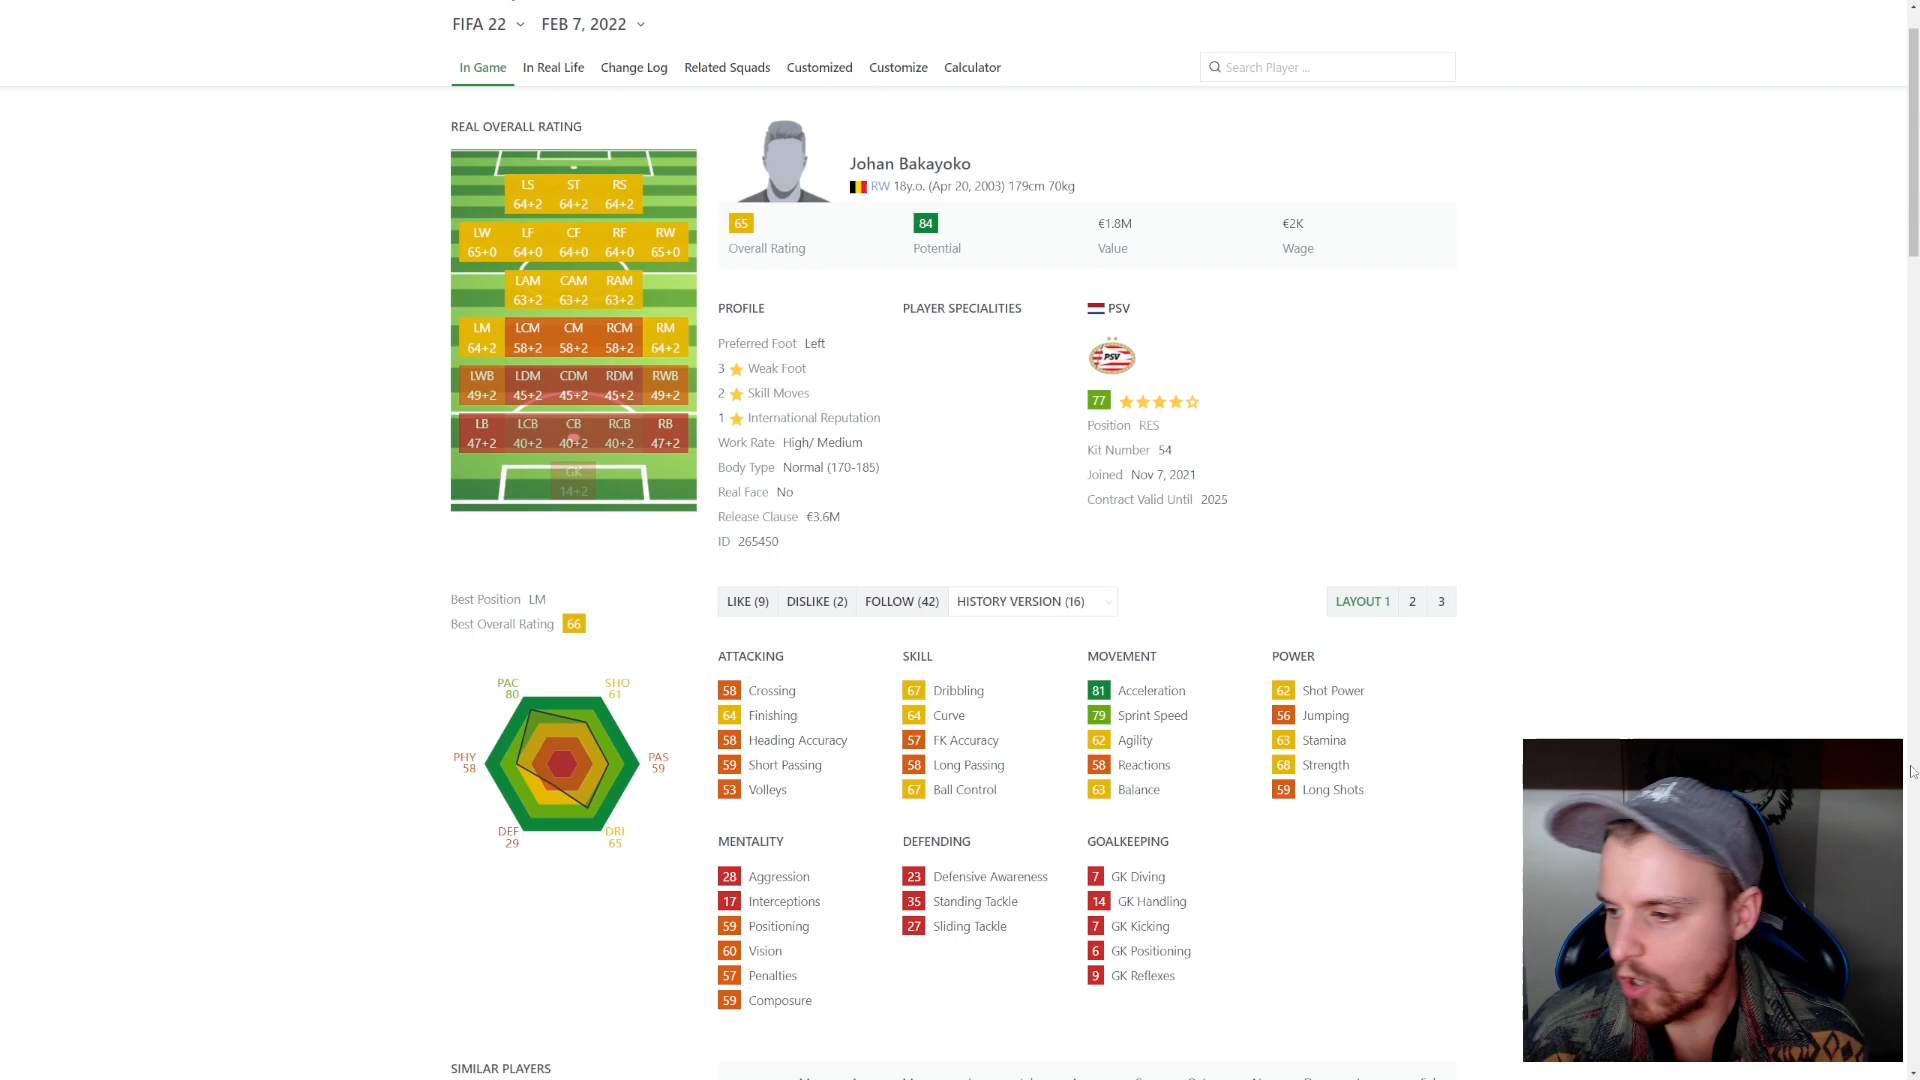 FIFA 22 FEB 7, 2022
In Game In Real Life Change Log Related Squads Customized Customize Calculator Search Player ...
REAL OVERALL RATING
LS ST RS
64+2 64+2 64+2
LW LF CF RF RW
65+0 64+0 64+0 64+0 65+0
LAM CAM RAM
63+2 63+2 63+2
LM LCM CM RCM RM
64+2 58+2 58+2 58+2 64+2
LWB LDM CDM RDM RWB
49+2 45+2 45+2 45+2 49+2
LB LCB CB RCB RB
47+2 40+2 40+2 40+2 47+2
GK
14+2
Johan Bakayoko
RW 18y.o. (Apr 20, 2003) 179cm 70kg
65 84 €1.8M €2K
Overall Rating Potential Value Wage
PROFILE
Preferred Foot Left
3 Weak Foot
2 Skill Moves
1 International Reputation
Work Rate High/ Medium
Body Type Normal (170-185)
Real Face No
Release Clause €3.6M
ID 265450
PLAYER SPECIALITIES
PSV
PSV
77
Position RES
Kit Number 54
Joined Nov 7, 2021
Contract Valid Until 2025
Best Position LM
Best Overall Rating 66
LIKE (9) DISLIKE (2) FOLLOW (42) HISTORY VERSION (16) LAYOUT 1 2 3
PAC SHO
80 61
PHY PAS
58 59
DEF DRI
29 65
ATTACKING
58 Crossing
64 Finishing
58 Heading Accuracy
59 Short Passing
53 Volleys
SKILL
67 Dribbling
64 Curve
57 FK Accuracy
58 Long Passing
67 Ball Control
MOVEMENT
81 Acceleration
79 Sprint Speed
62 Agility
58 Reactions
63 Balance
POWER
62 Shot Power
56 Jumping
63 Stamina
68 Strength
59 Long Shots
MENTALITY
28 Aggression
17 Interceptions
59 Positioning
60 Vision
57 Penalties
59 Composure
DEFENDING
23 Defensive Awareness
35 Standing Tackle
27 Sliding Tackle
GOALKEEPING
7 GK Diving
14 GK Handling
7 GK Kicking
6 GK Positioning
9 GK Reflexes
SIMILAR PLAYERS